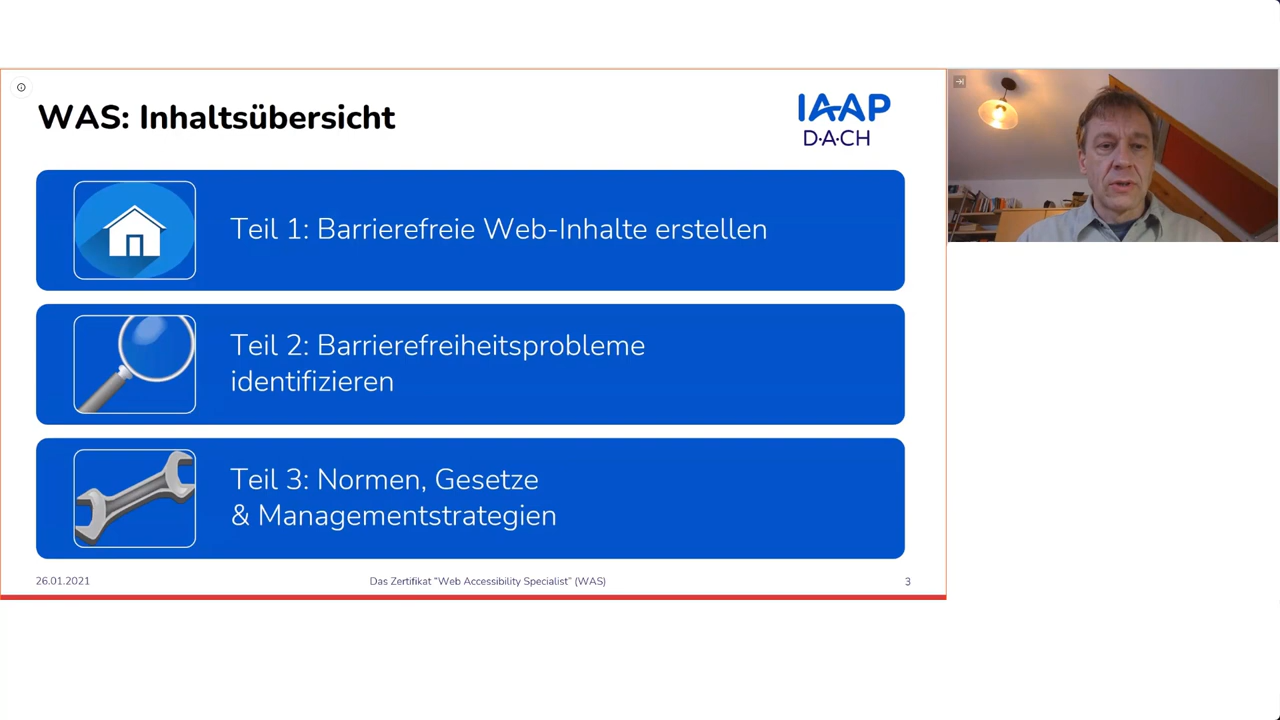 WAS: Inhaltsübersicht
IAAP
D·A·CH
Teil 1: Barrierefreie Web-Inhalte erstellen
Teil 2: Barrierefreiheitsprobleme
identifizieren
Teil 3: Normen, Gesetze
& Managementstrategien
26.01.2021
Das Zertifikat “Web Accessibility Specialist” (WAS)
3